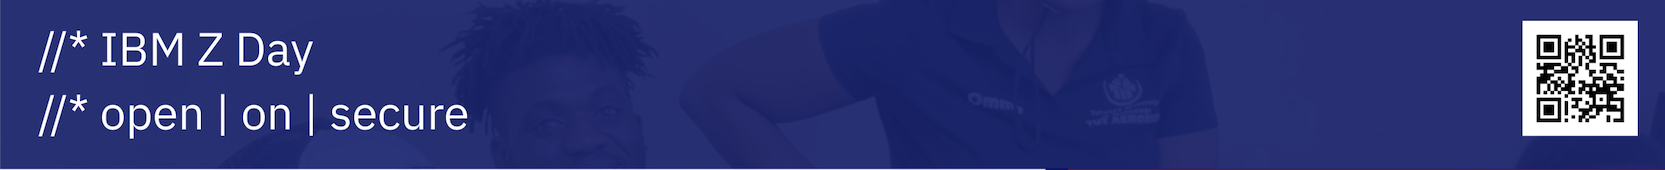 //* IBM Z Day
//* open | on | secure